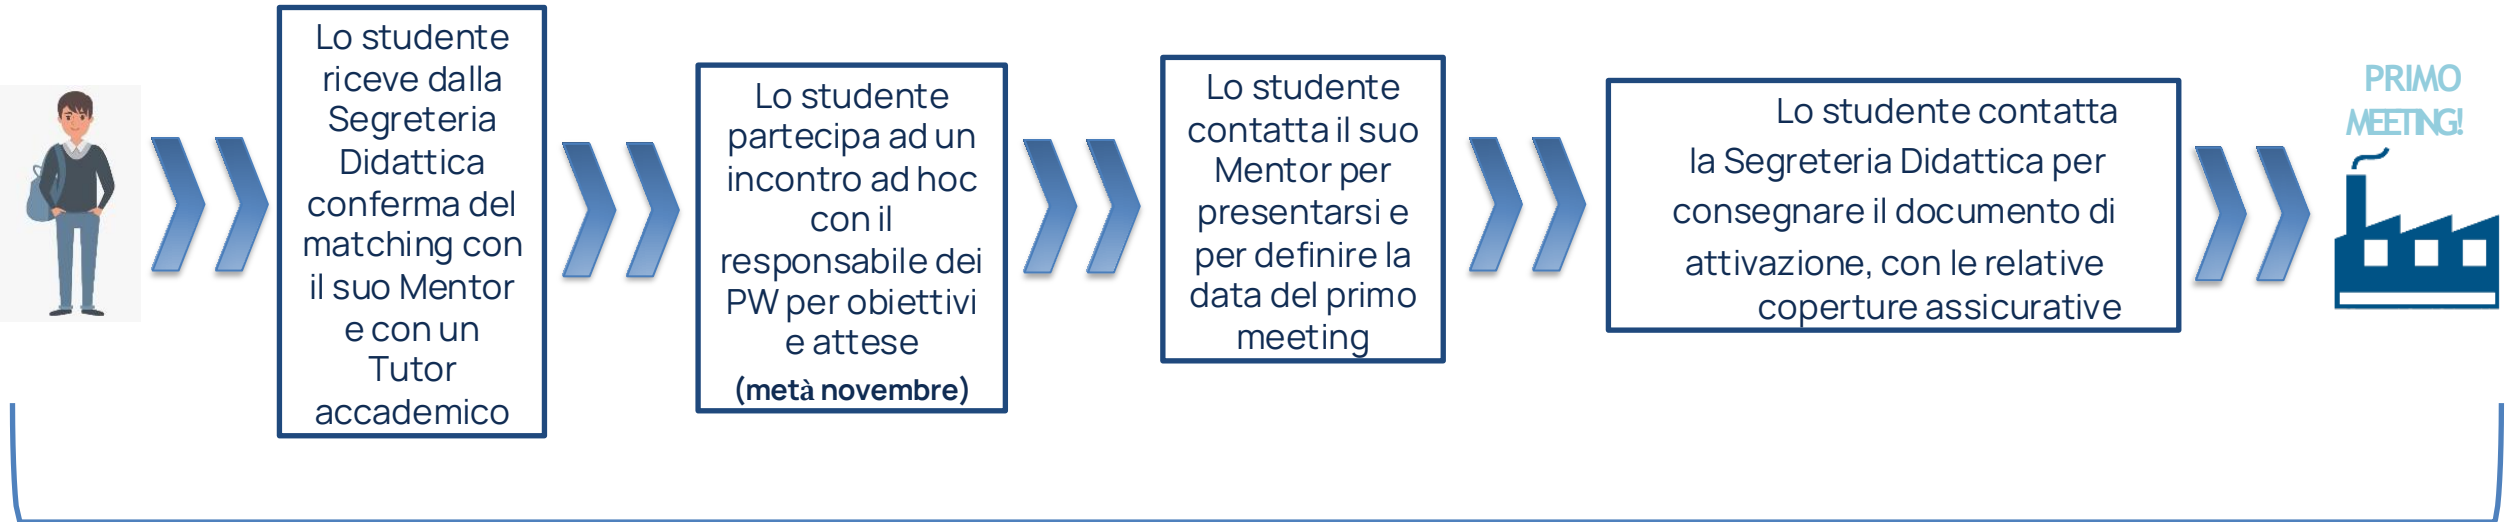 Lo studente
riceve dalla
Segreteria
Didattica
conferma del
matching con
il suo Mentor
e con un
Tutor
accademico
Lo studente
partecipa ad un
incontro ad hoc
con il
responsabile dei
PW per obiettivi
e attese
(metà novembre)
Lo studente
contatta il suo
Mentor per
presentarsi e
per definire la
data del primo
meeting
Lo studente contatta
la Segreteria Didattica per
consegnare il documento di
attivazione, con le relative
coperture assicurative
PRIMO
MEETING!